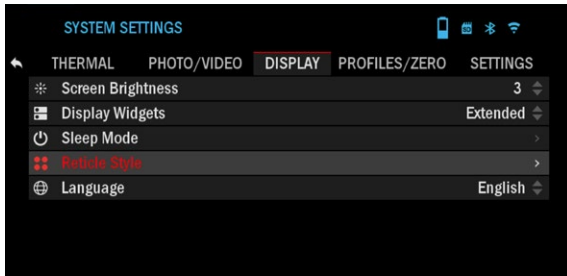 SYSTEM SETTINGS
THERMAL PHOTO/VIDEO DISPLAY PROFILES/ZERO SETTINGS
Screen Brightness 3
Display Widgets Extended
Sleep Mode
Reticle Style
Language English